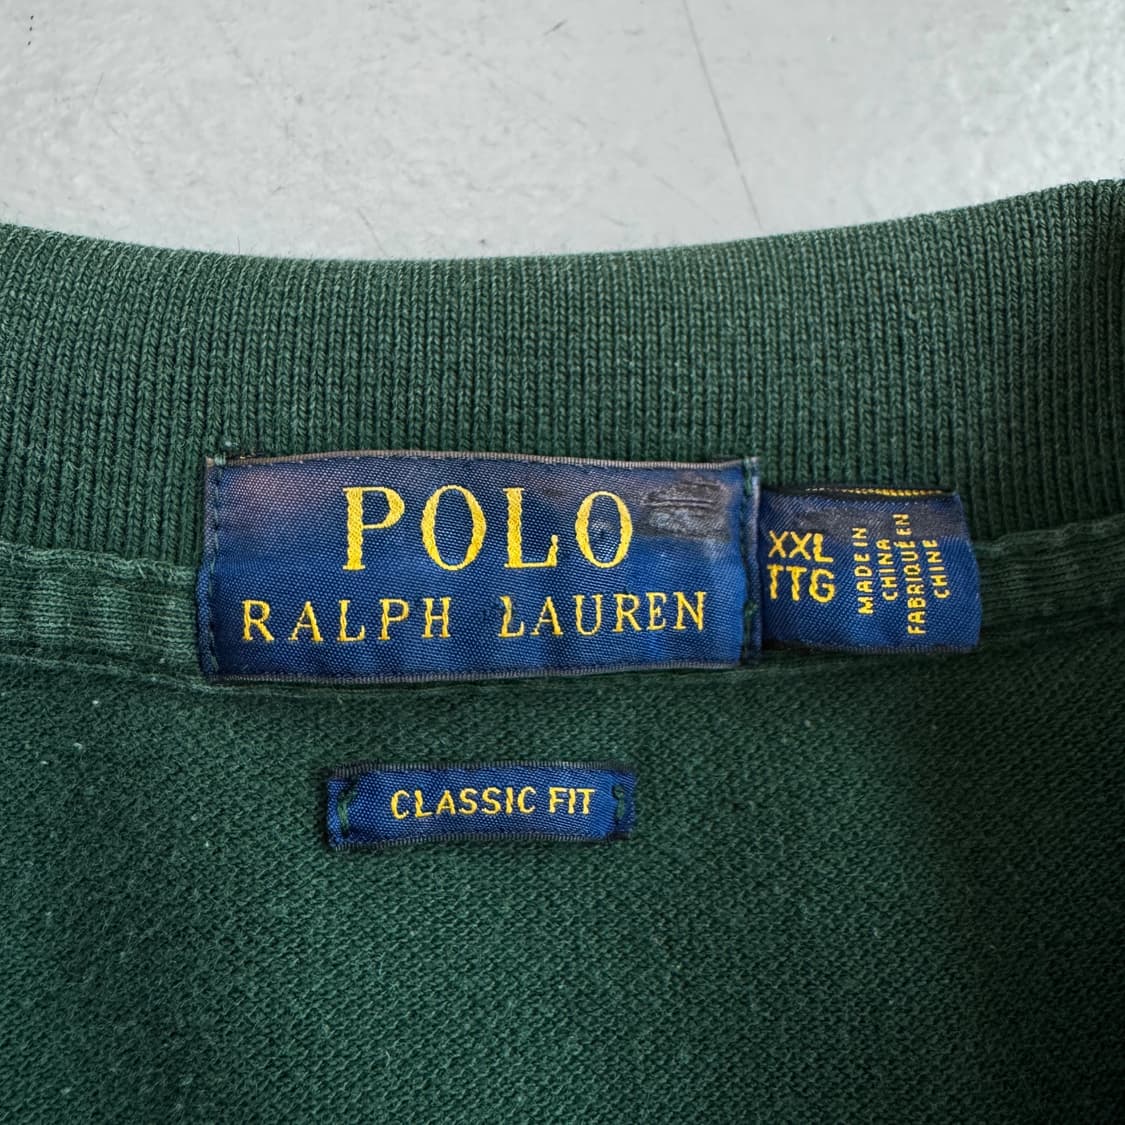 POLO
RALPH LAUREN
XXL
TTG
MADE IN
CHINA
FABRIQUÉ EN
CHINE
CLASSIC FIT